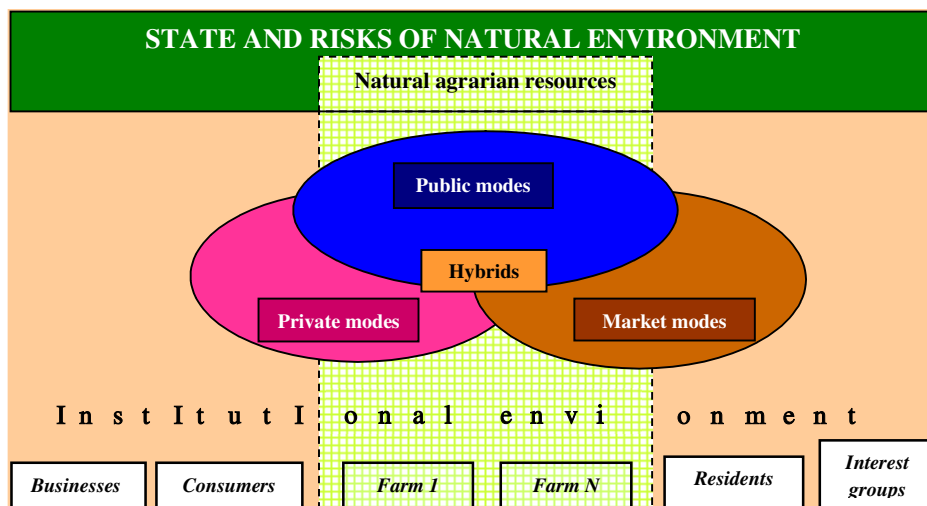 STATE AND RISKS OF NATURAL ENVIRONMENT
Natural agrarian resources
Public modes
Hybrids
Private modes
Market modes
I n s t I t u t I o n a l e n v i o n m e n t
Businesses
Consumers
Farm 1
Farm N
Residents
Interest
groups